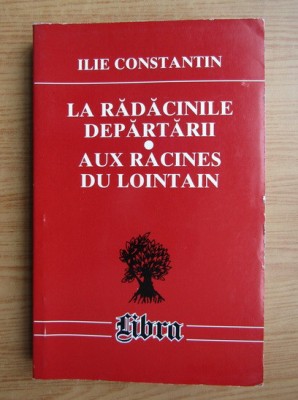 ILIE CONSTANTIN
LA RĂDĂCINILE
DEPĂRTĂRII
•
AUX RACINES
DU LOINTAIN
Libra